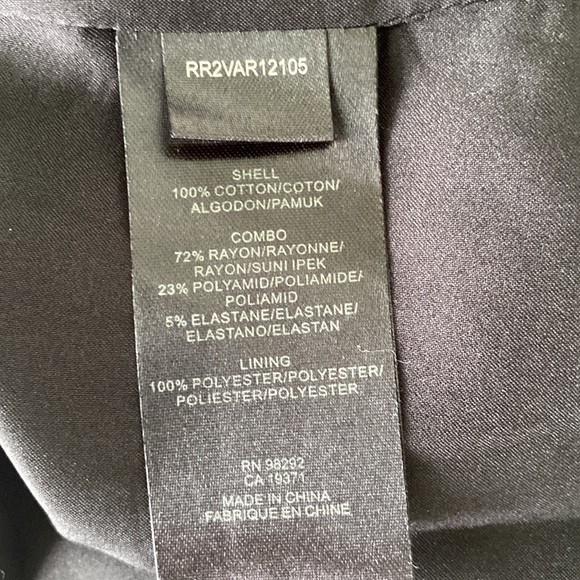 RR2VAR12105
SHELL
100% COTTON/COTON/
ALGODON/PAMUK
COMBO
72% RAYON/RAYONNE/
RAYON/SUNI IPEK
23% POLYAMID/POLIAMIDE/
POLIAMID
5% ELASTANE/ELASTANE/
ELASTANO/ELASTAN
LINING
100% POLYESTER/POLYESTER/
POLIESTER/POLYESTER
RN 98292
CA 19371
MADE IN CHINA
FABRIQUE EN CHINE